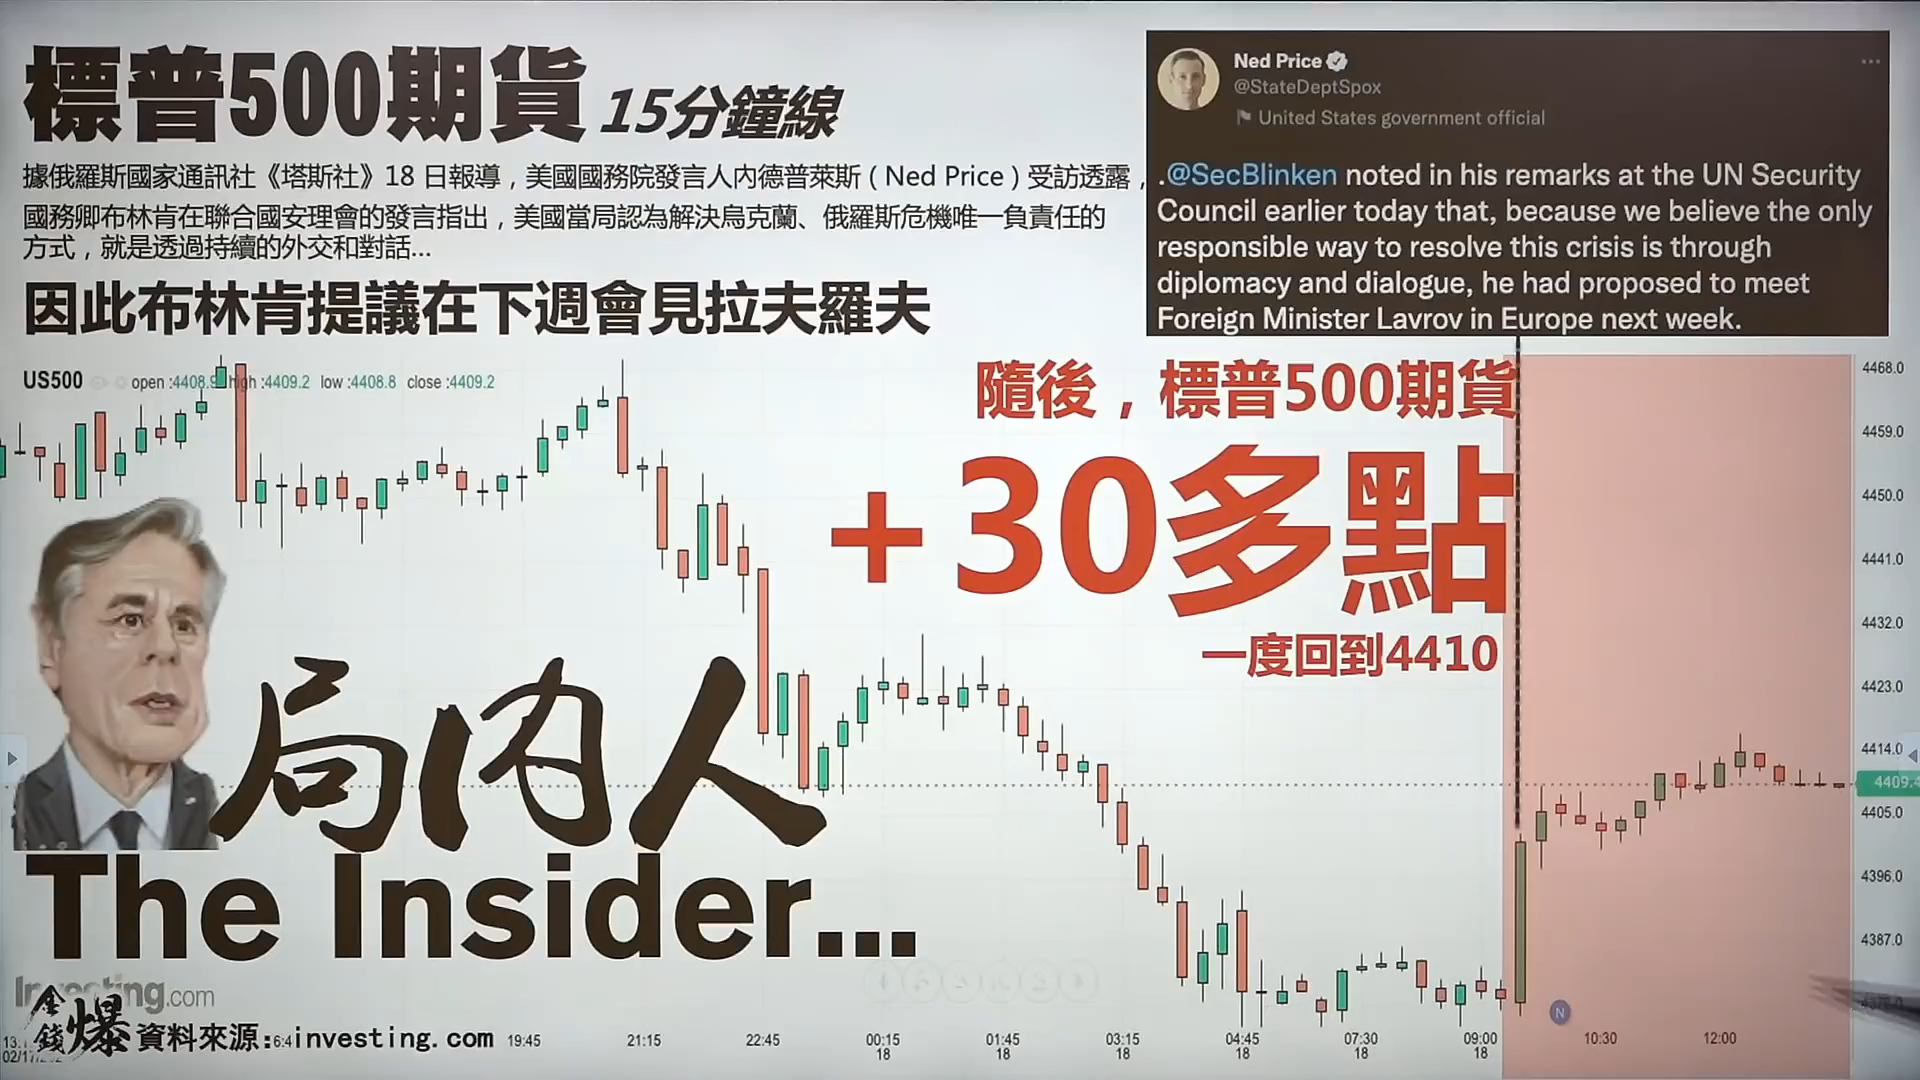 標普500期貨 15分鐘線
據俄羅斯國家通訊社《塔斯社》18 日報導，美國國務院發言人內德普萊斯（Ned Price）受訪透露，
國務卿布林肯在聯合國安理會的發言指出，美國當局認為解決烏克蘭、俄羅斯危機唯一負責任的
方式，就是透過持續的外交和對話...
因此布林肯提議在下週會見拉夫羅夫
Ned Price
@StateDeptSpox
United States government official
.@SecBlinken noted in his remarks at the UN Security
Council earlier today that, because we believe the only
responsible way to resolve this crisis is through
diplomacy and dialogue, he had proposed to meet
Foreign Minister Lavrov in Europe next week.
US500 open :4408.9 high :4409.2 low :4408.8 close :4409.2
隨後，標普500期貨
+30多點
一度回到4410
局內人
The Insider...
4468.0
4459.0
4450.0
4441.0
4432.0
4423.0
4414.0
4409.4
4405.0
4396.0
4387.0
N
Investing.com
金錢爆
資料來源:investing.com
19:45 21:15 22:45 00:15 01:45 03:15 04:45 07:30 09:00 10:30 12:00
18 18 18 18 18